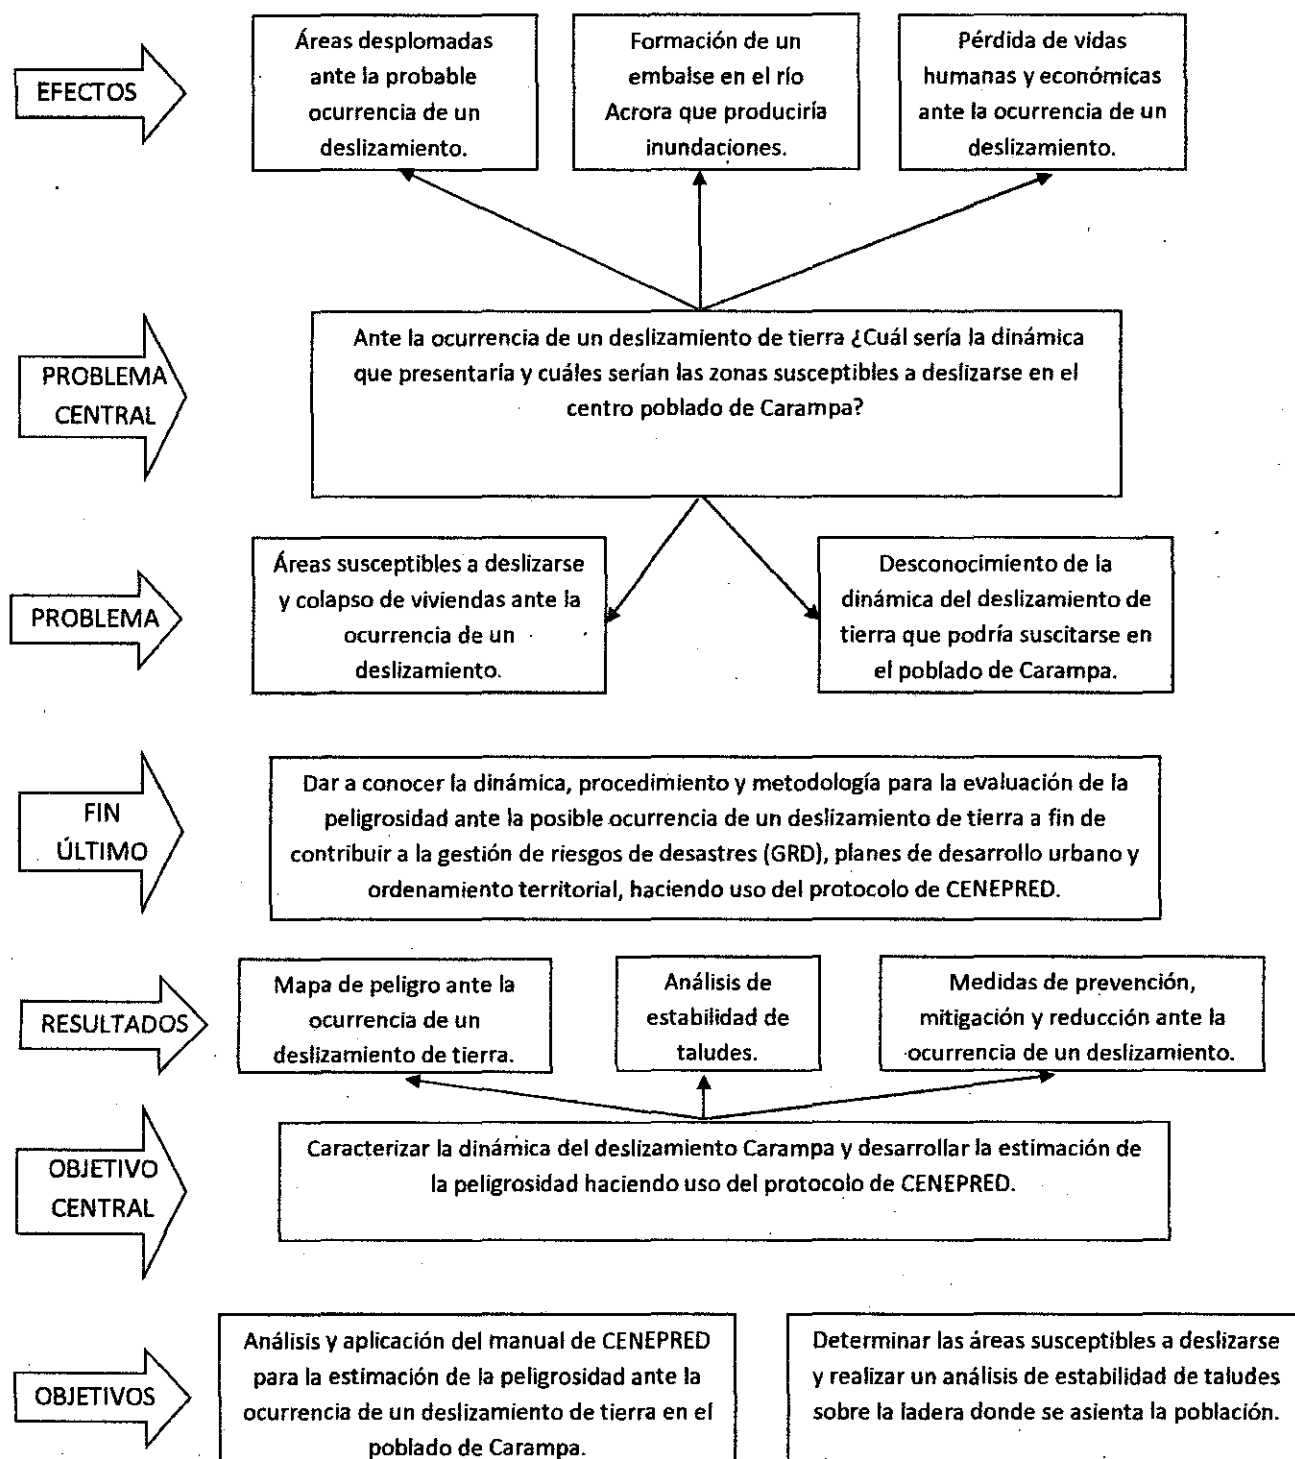 EFECTOS
Áreas desplomadas
ante la probable
ocurrencia de un
deslizamiento.
Formación de un
embalse en el río
Acrora que produciría
inundaciones.
Pérdida de vidas
humanas y económicas
ante la ocurrencia de un
deslizamiento.
PROBLEMA
CENTRAL
Ante la ocurrencia de un deslizamiento de tierra ¿Cuál sería la dinámica
que presentaría y cuáles serían las zonas susceptibles a deslizarse en el
centro poblado de Carampa?
PROBLEMA
Áreas susceptibles a deslizarse
y colapso de viviendas ante la
ocurrencia de un
deslizamiento.
Desconocimiento de la
dinámica del deslizamiento de
tierra que podría suscitarse en
el poblado de Carampa.
FIN
ÚLTIMO
Dar a conocer la dinámica, procedimiento y metodología para la evaluación de la
peligrosidad ante la posible ocurrencia de un deslizamiento de tierra a fin de
contribuir a la gestión de riesgos de desastres (GRD), planes de desarrollo urbano y
ordenamiento territorial, haciendo uso del protocolo de CENEPRED.
RESULTADOS
Mapa de peligro ante la
ocurrencia de un
deslizamiento de tierra.
Análisis de
estabilidad de
taludes.
Medidas de prevención,
mitigación y reducción ante la
ocurrencia de un deslizamiento.
OBJETIVO
CENTRAL
Caracterizar la dinámica del deslizamiento Carampa y desarrollar la estimación de
la peligrosidad haciendo uso del protocolo de CENEPRED.
OBJETIVOS
Análisis y aplicación del manual de CENEPRED
para la estimación de la peligrosidad ante la
ocurrencia de un deslizamiento de tierra en el
poblado de Carampa.
Determinar las áreas susceptibles a deslizarse
y realizar un análisis de estabilidad de taludes
sobre la ladera donde se asienta la población.